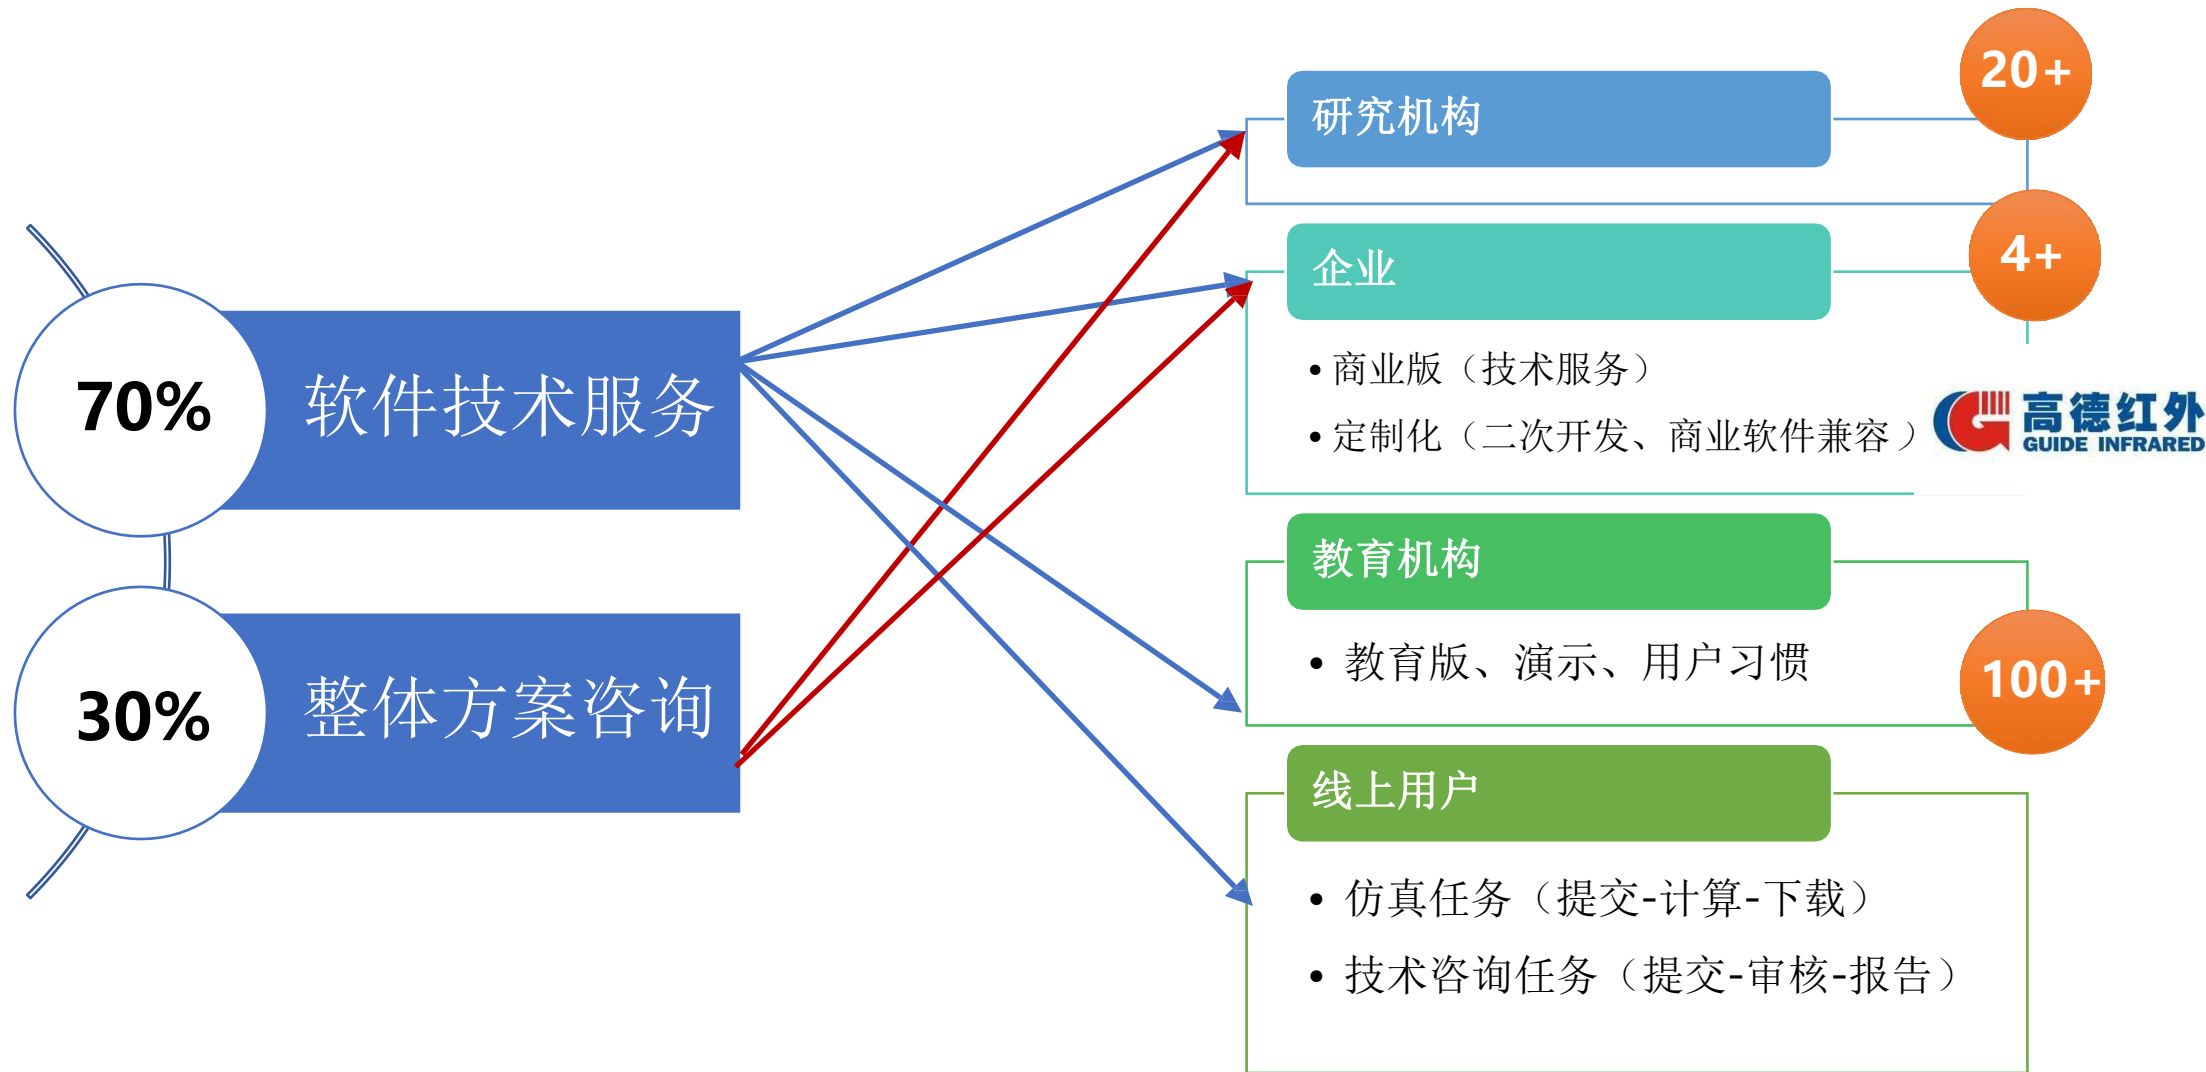 70%
软件技术服务
30%
整体方案咨询
研究机构
20+
企业
4+
• 商业版（技术服务）
• 定制化（二次开发、商业软件兼容）
高德红外
GUIDE INFRARED
教育机构
• 教育版、演示、用户习惯
100+
线上用户
• 仿真任务（提交-计算-下载）
• 技术咨询任务（提交-审核-报告）